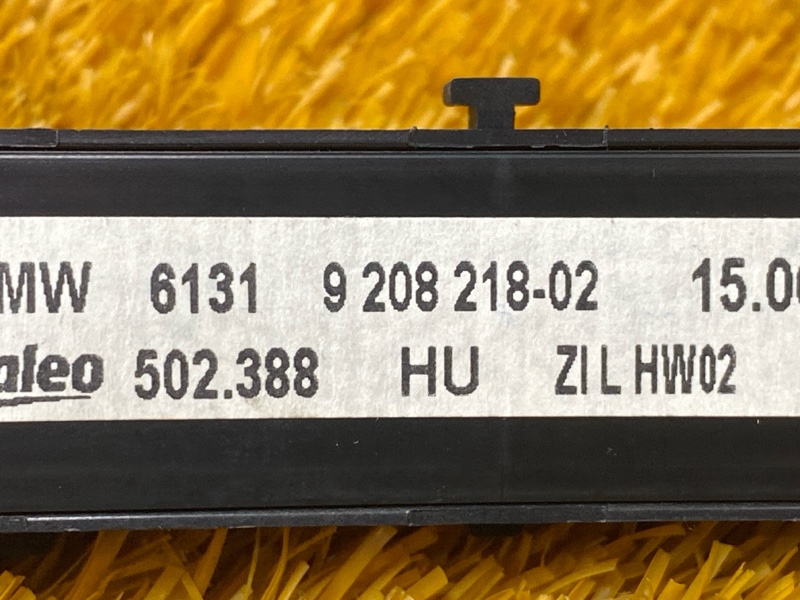 MW 6131 9 208 218-02 15.0
aleo 502.388 HU ZI L HW02